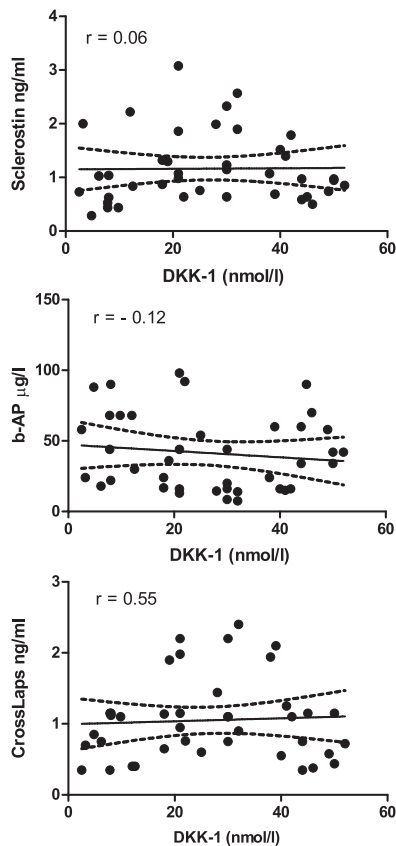 4
r = 0.06
3
2
1
0
0 20 40 60
Sclerostin ng/ml
DKK-1 (nmol/l)
150
r = - 0.12
100
50
0
0 20 40 60
b-AP µg/l
DKK-1 (nmol/l)
3
r = 0.55
2
1
0
0 20 40 60
CrossLaps ng/ml
DKK-1 (nmol/l)